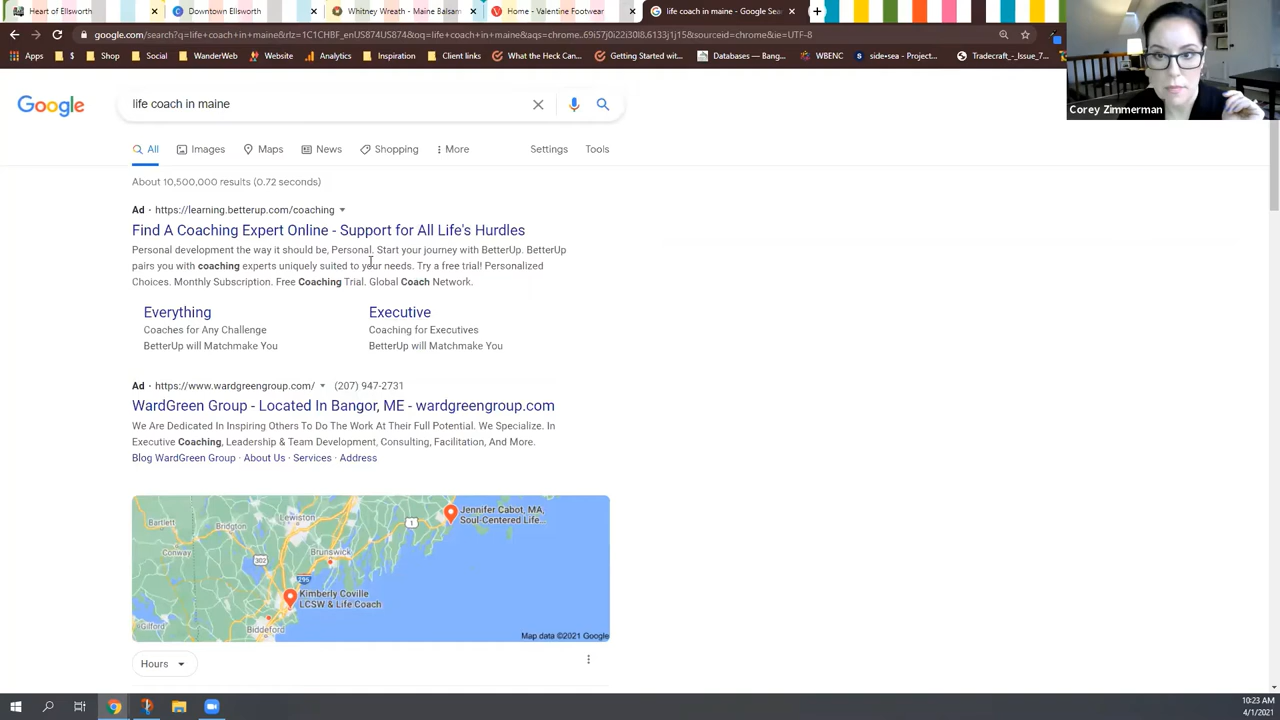 Heart of Ellsworth
Downtown Ellsworth
Whitney Wreath - Maine Balsam
Home - Valentine Footwear
life coach in maine - Google Sea
google.com/search?q=life+coach+in+maine&rlz=1C1CHBF_enUS874US874&oq=life+coach+in+maine&aqs=chrome..69i57j0i22i30l8.6133j1j15&sourceid=chrome&ie=UTF-8
Apps
$
Shop
Social
WanderWeb
Website
Analytics
Inspiration
Client links
What the Heck Can...
Getting Started wit...
Databases -- Bang...
WBENC
side+sea - Project...
Tradecraft_-_Issue_7...
Corey Zimmerman
Google
life coach in maine
All
Images
Maps
News
Shopping
More
Settings
Tools
About 10,500,000 results (0.72 seconds)
Ad · https://learning.betterup.com/coaching
Find A Coaching Expert Online - Support for All Life's Hurdles
Personal development the way it should be, Personal. Start your journey with BetterUp. BetterUp
pairs you with coaching experts uniquely suited to your needs. Try a free trial! Personalized
Choices. Monthly Subscription. Free Coaching Trial. Global Coach Network.
Everything
Coaches for Any Challenge
BetterUp will Matchmake You
Executive
Coaching for Executives
BetterUp will Matchmake You
Ad · https://www.wardgreengroup.com/ (207) 947-2731
WardGreen Group - Located In Bangor, ME - wardgreengroup.com
We Are Dedicated In Inspiring Others To Do The Work At Their Full Potential. We Specialize. In
Executive Coaching, Leadership & Team Development, Consulting, Facilitation, And More.
Blog WardGreen Group · About Us · Services · Address
Bartlett
Bridgton
Lewiston
Conway
302
Brunswick
1
Jennifer Cabot, MA,
Soul-Centered Life...
295
Kimberly Coville
LCSW & Life Coach
Gilford
Biddeford
Map data ©2021 Google
Hours
10:23 AM
4/1/2021